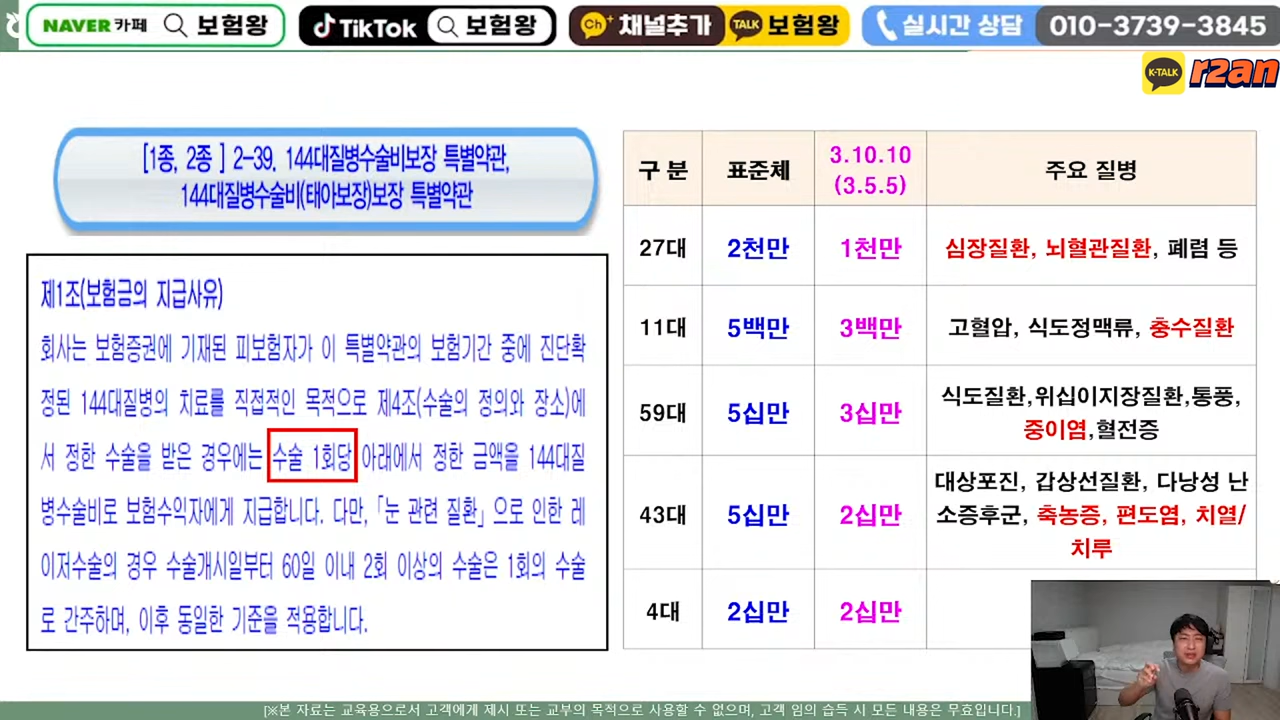 NAVER 카페 보험왕
TikTok 보험왕
Ch+ 채널추가 TALK 보험왕
실시간 상담 010-3739-3845
K-TALK r2an
[1종, 2종 ] 2-39. 144대질병수술비보장 특별약관,
144대질병수술비(태아보장)보장 특별약관
제1조(보험금의 지급사유)
회사는 보험증권에 기재된 피보험자가 이 특별약관의 보험기간 중에 진단확
정된 144대질병의 치료를 직접적인 목적으로 제4조(수술의 정의와 장소)에
서 정한 수술을 받은 경우에는 수술 1회당 아래에서 정한 금액을 144대질
병수술비로 보험수익자에게 지급합니다. 다만, 「눈 관련 질환」으로 인한 레
이저수술의 경우 수술개시일부터 60일 이내 2회 이상의 수술은 1회의 수술
로 간주하며, 이후 동일한 기준을 적용합니다.
구 분 표준체 3.10.10 주요 질병
(3.5.5)
27대 2천만 1천만 심장질환, 뇌혈관질환, 폐렴 등
11대 5백만 3백만 고혈압, 식도정맥류, 충수질환
59대 5십만 3십만 식도질환,위십이지장질환,통풍,
중이염,혈전증
43대 5십만 2십만 대상포진, 갑상선질환, 다낭성 난
소증후군, 축농증, 편도염, 치열/
치루
4대 2십만 2십만
[※본 자료는 교육용으로서 고객에게 제시 또는 교부의 목적으로 사용할 수 없으며, 고객 임의 습득 시 모든 내용은 무효입니다.]